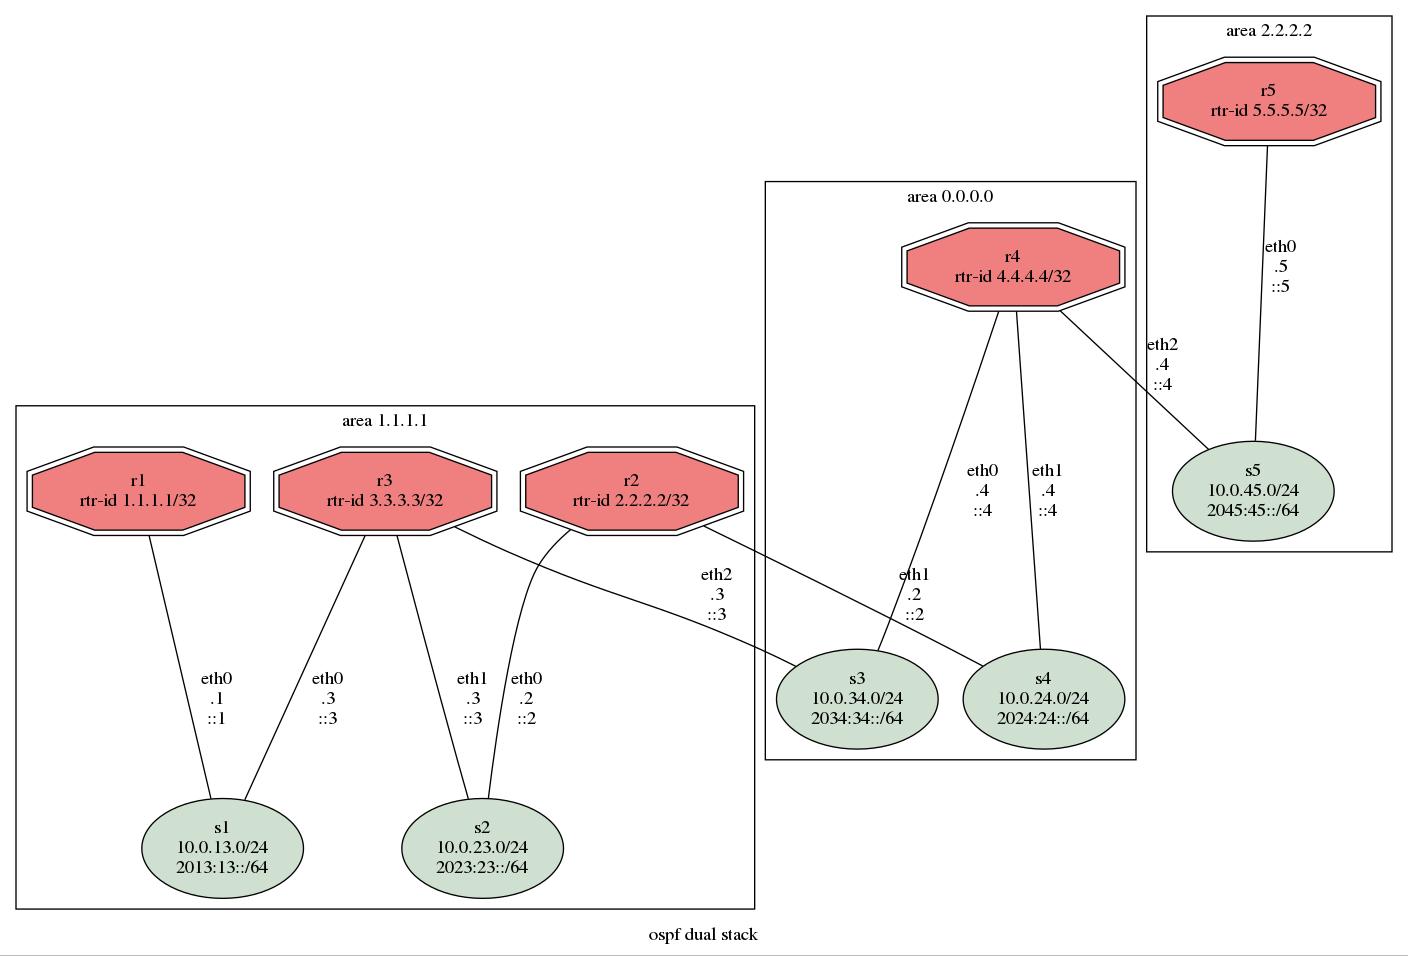 area 2.2.2.2
r5
rtr-id 5.5.5.5/32
area 0.0.0.0
r4
rtr-id 4.4.4.4/32
eth0
.5
::5
eth2
.4
::4
area 1.1.1.1
r1
rtr-id 1.1.1.1/32
r3
rtr-id 3.3.3.3/32
r2
rtr-id 2.2.2.2/32
eth0
.4
::4
eth1
.4
::4
s5
10.0.45.0/24
2045:45::/64
eth2
.3
::3
eth1
.2
::2
eth0
.1
::1
eth0
.3
::3
eth1
.3
::3
eth0
.2
::2
s3
10.0.34.0/24
2034:34::/64
s4
10.0.24.0/24
2024:24::/64
s1
10.0.13.0/24
2013:13::/64
s2
10.0.23.0/24
2023:23::/64
ospf dual stack